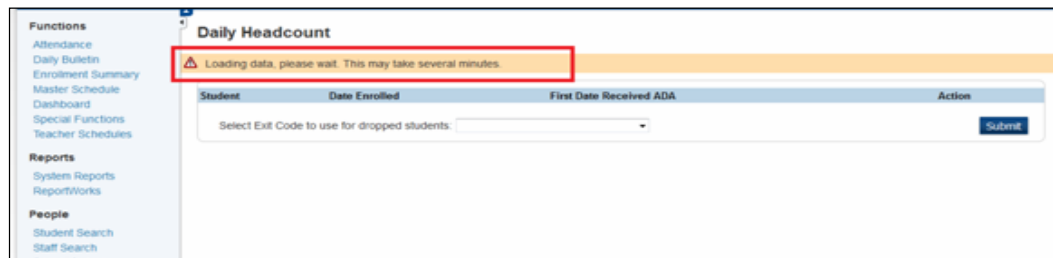 Functions
Attendance
Daily Bulletin
Enrollment Summary
Master Schedule
Dashboard
Special Functions
Teacher Schedules
Reports
System Reports
ReportWorks
People
Student Search
Staff Search
Daily Headcount
Loading data, please wait. This may take several minutes.
Student Date Enrolled First Date Received ADA Action
Select Exit Code to use for dropped students: Submit